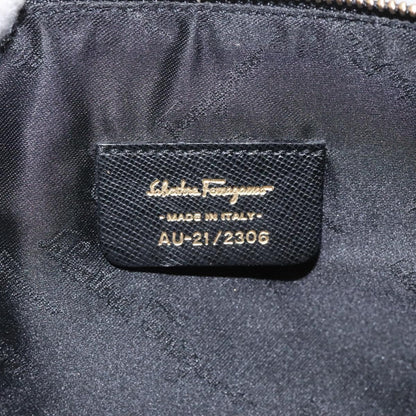 Salvatore Ferragamo
-MADE IN ITALY-
AU-21/2306